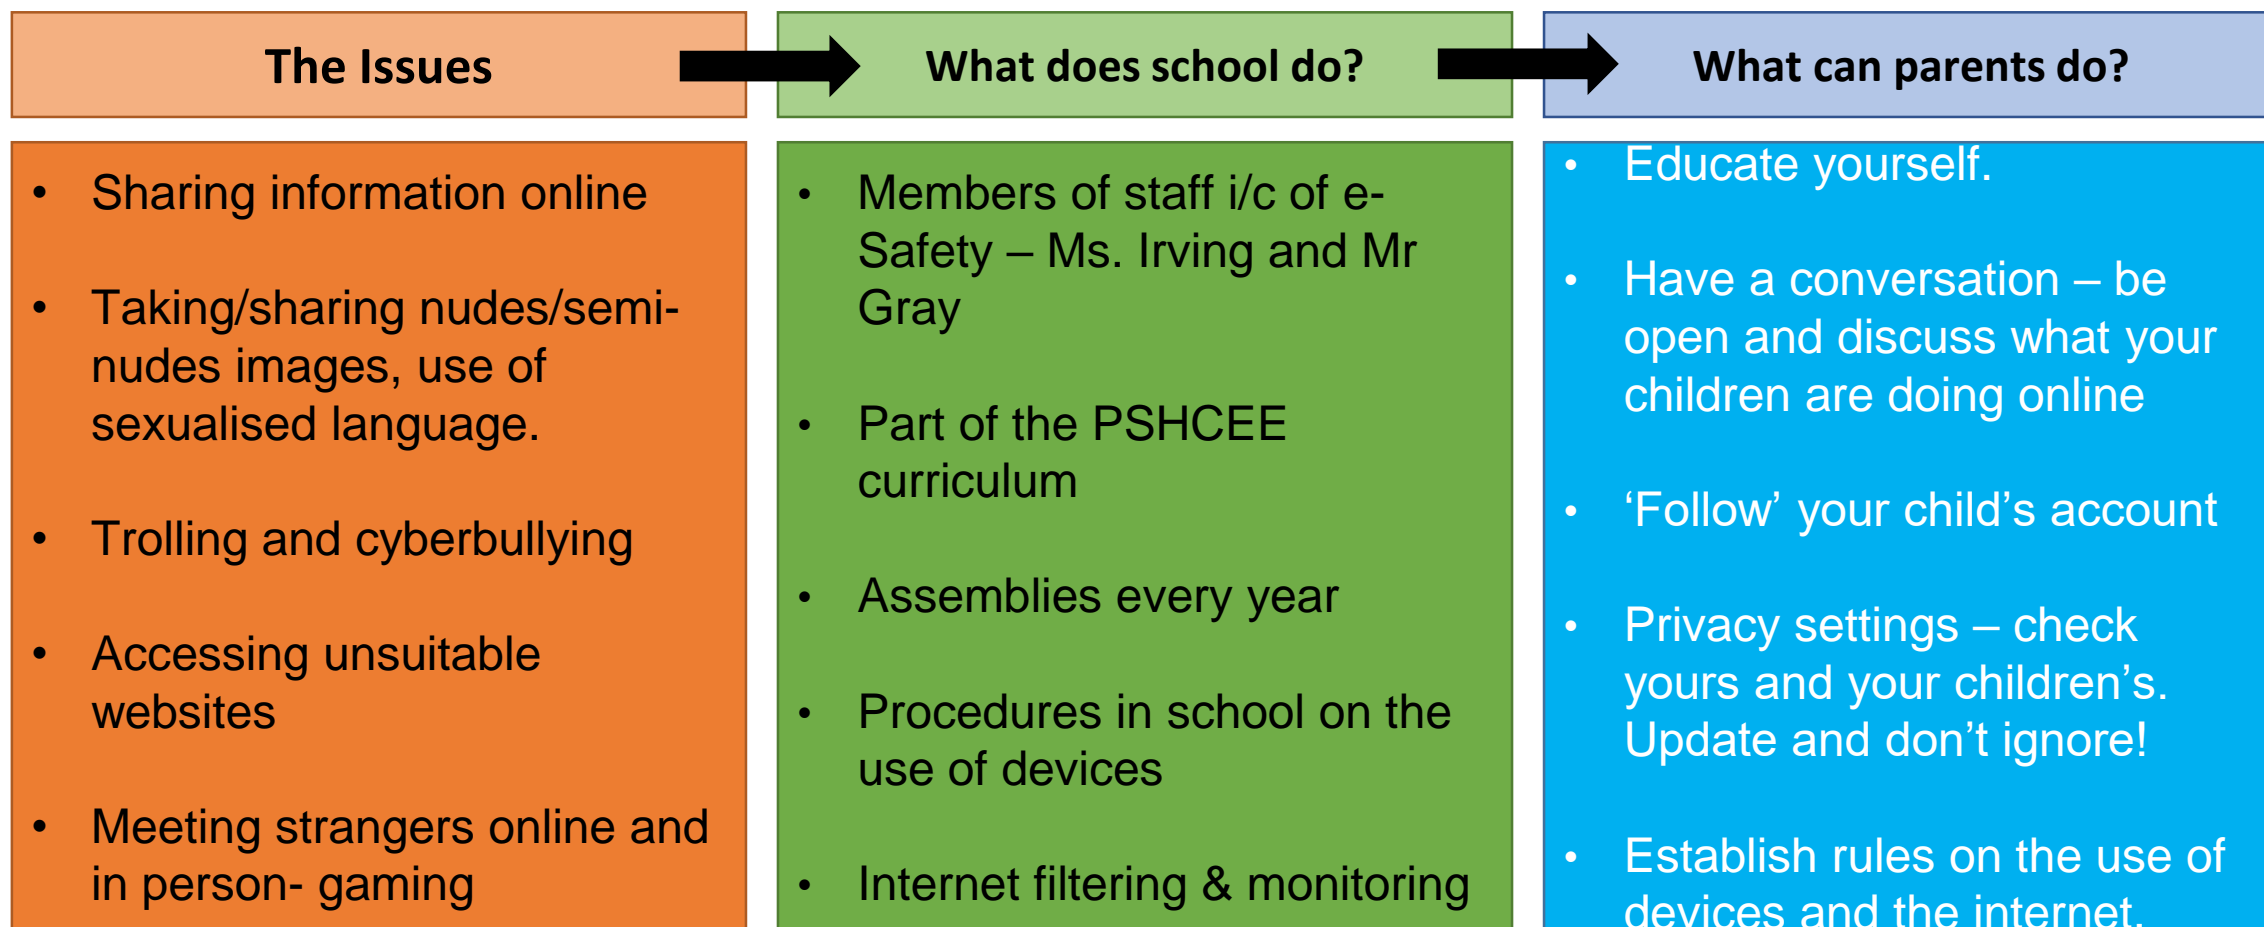 The Issues
What does school do?
What can parents do?
• Sharing information online
• Taking/sharing nudes/semi-
nudes images, use of
sexualised language.
• Trolling and cyberbullying
• Accessing unsuitable
websites
• Meeting strangers online and
in person- gaming
• Members of staff i/c of e-
Safety – Ms. Irving and Mr
Gray
• Part of the PSHCEE
curriculum
• Assemblies every year
• Procedures in school on the
use of devices
• Internet filtering & monitoring
• Educate yourself.
• Have a conversation – be
open and discuss what your
children are doing online
• ‘Follow’ your child’s account
• Privacy settings – check
yours and your children’s.
Update and don’t ignore!
• Establish rules on the use of
devices and the internet.